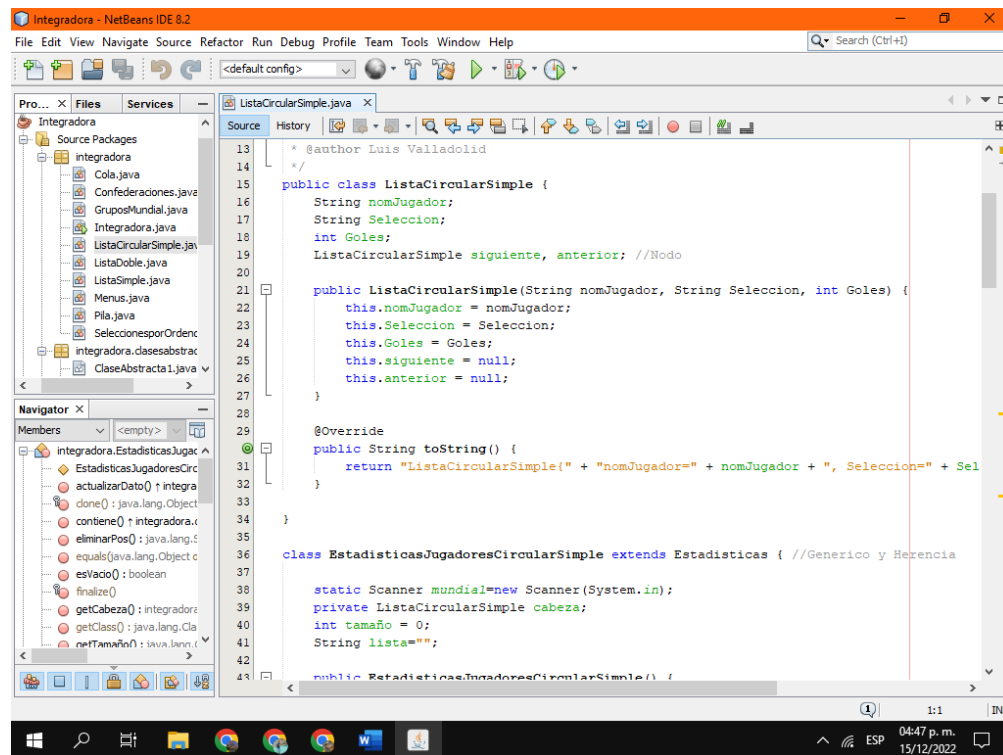 Integradora - NetBeans IDE 8.2
File Edit View Navigate Source Refactor Run Debug Profile Team Tools Window Help
Search (Ctrl+I)
<default config>
Pro... Files Services
Integradora
Source Packages
integradora
Cola.java
Confederaciones.java
GruposMundial.java
Integradora.java
ListaCircularSimple.jav
ListaDoble.java
ListaSimple.java
Menus.java
Pila.java
SeleccionesporOrdenc
integradora.clasesabstrac
ClaseAbstracta1.java
Navigator
Members <empty>
integradora.EstadisticasJugad
EstadisticasJugadoresCirc
actualizarDato() ↑ integra
clone() : java.lang.Object
contiene() ↑ integradora.c
eliminarPos() : java.lang.S
equals(java.lang.Object o
esVacio() : boolean
finalize()
getCabeza() : integradora
getClass() : java.lang.Cla
getTamaño() : java.lang.
ListaCircularSimple.java
Source History
13 * @author Luis Valladolid
14 */
15 public class ListaCircularSimple {
16 String nomJugador;
17 String Seleccion;
18 int Goles;
19 ListaCircularSimple siguiente, anterior; //Nodo
20
21 public ListaCircularSimple(String nomJugador, String Seleccion, int Goles) {
22 this.nomJugador = nomJugador;
23 this.Seleccion = Seleccion;
24 this.Goles = Goles;
25 this.siguiente = null;
26 this.anterior = null;
27 }
28
29 @Override
public String toString() {
31 return "ListaCircularSimple{" + "nomJugador=" + nomJugador + ", Seleccion=" + Sel
32 }
33
34 }
35
36 class EstadisticasJugadoresCircularSimple extends Estadisticas { //Generico y Herencia
37
38 static Scanner mundial=new Scanner(System.in);
39 private ListaCircularSimple cabeza;
40 int tamaño = 0;
41 String lista="";
42
43 public EstadisticasJugadoresCircularSimple() {
1 1:1 IN
ESP
04:47 p. m.
15/12/2022